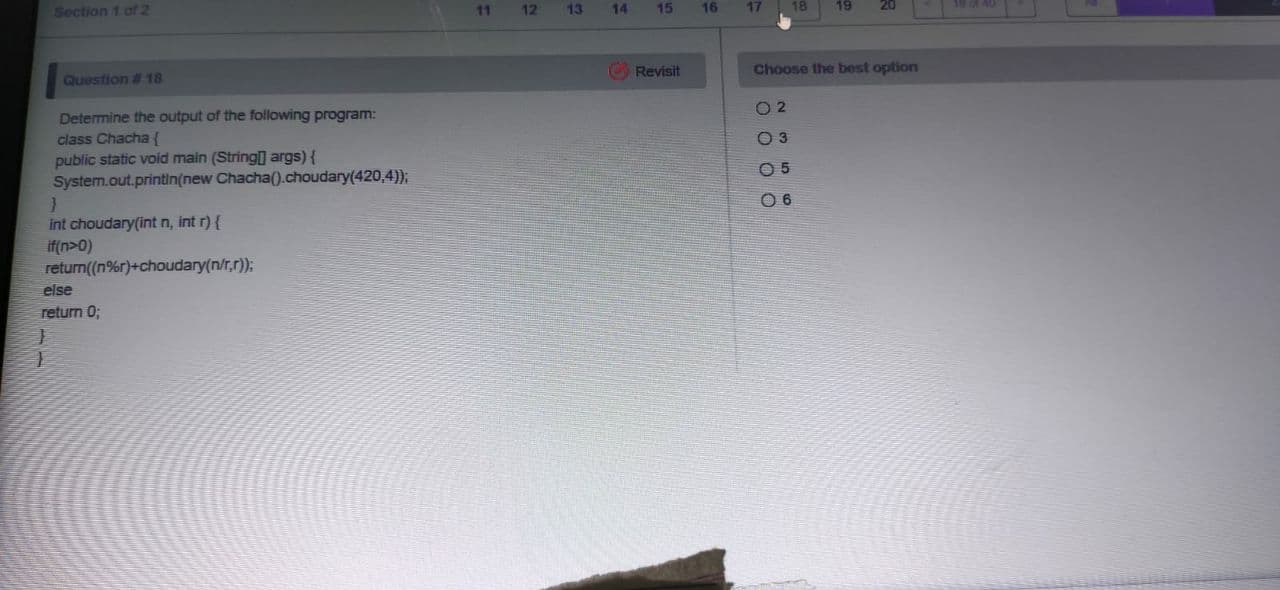 Section 1 of 2
11 12 13 14 15 16 17 18 19 20 18 of 40
Question # 18
Revisit
Determine the output of the following program:
class Chacha {
public static void main (String[] args) {
System.out.println(new Chacha().choudary(420,4));
}
int choudary(int n, int r) {
if(n>0)
return((n%r)+choudary(n/r,r));
else
return 0;
}
}
Choose the best option
2
3
5
6